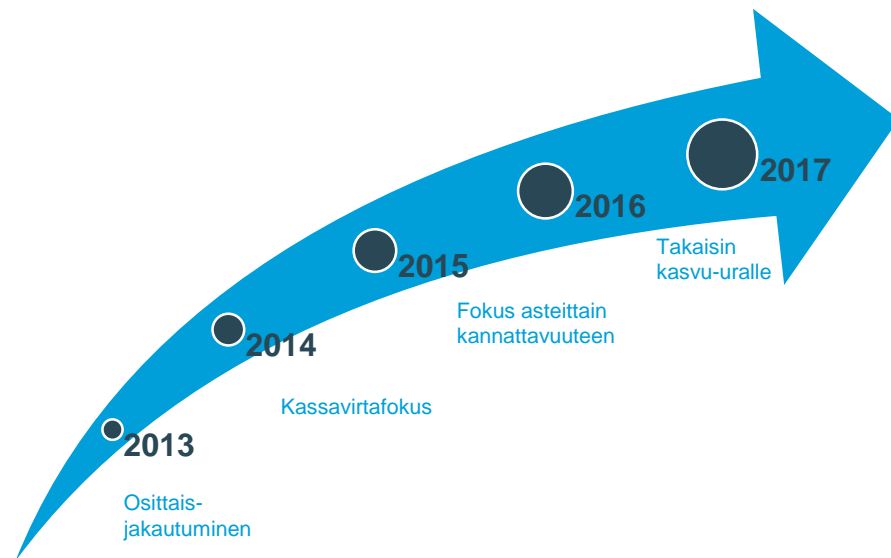 2013
Osittais-
jakautuminen
2014
Kassavirtafokus
2015
Fokus asteittain
kannattavuuteen
2016
Takaisin
kasvu-uralle
2017